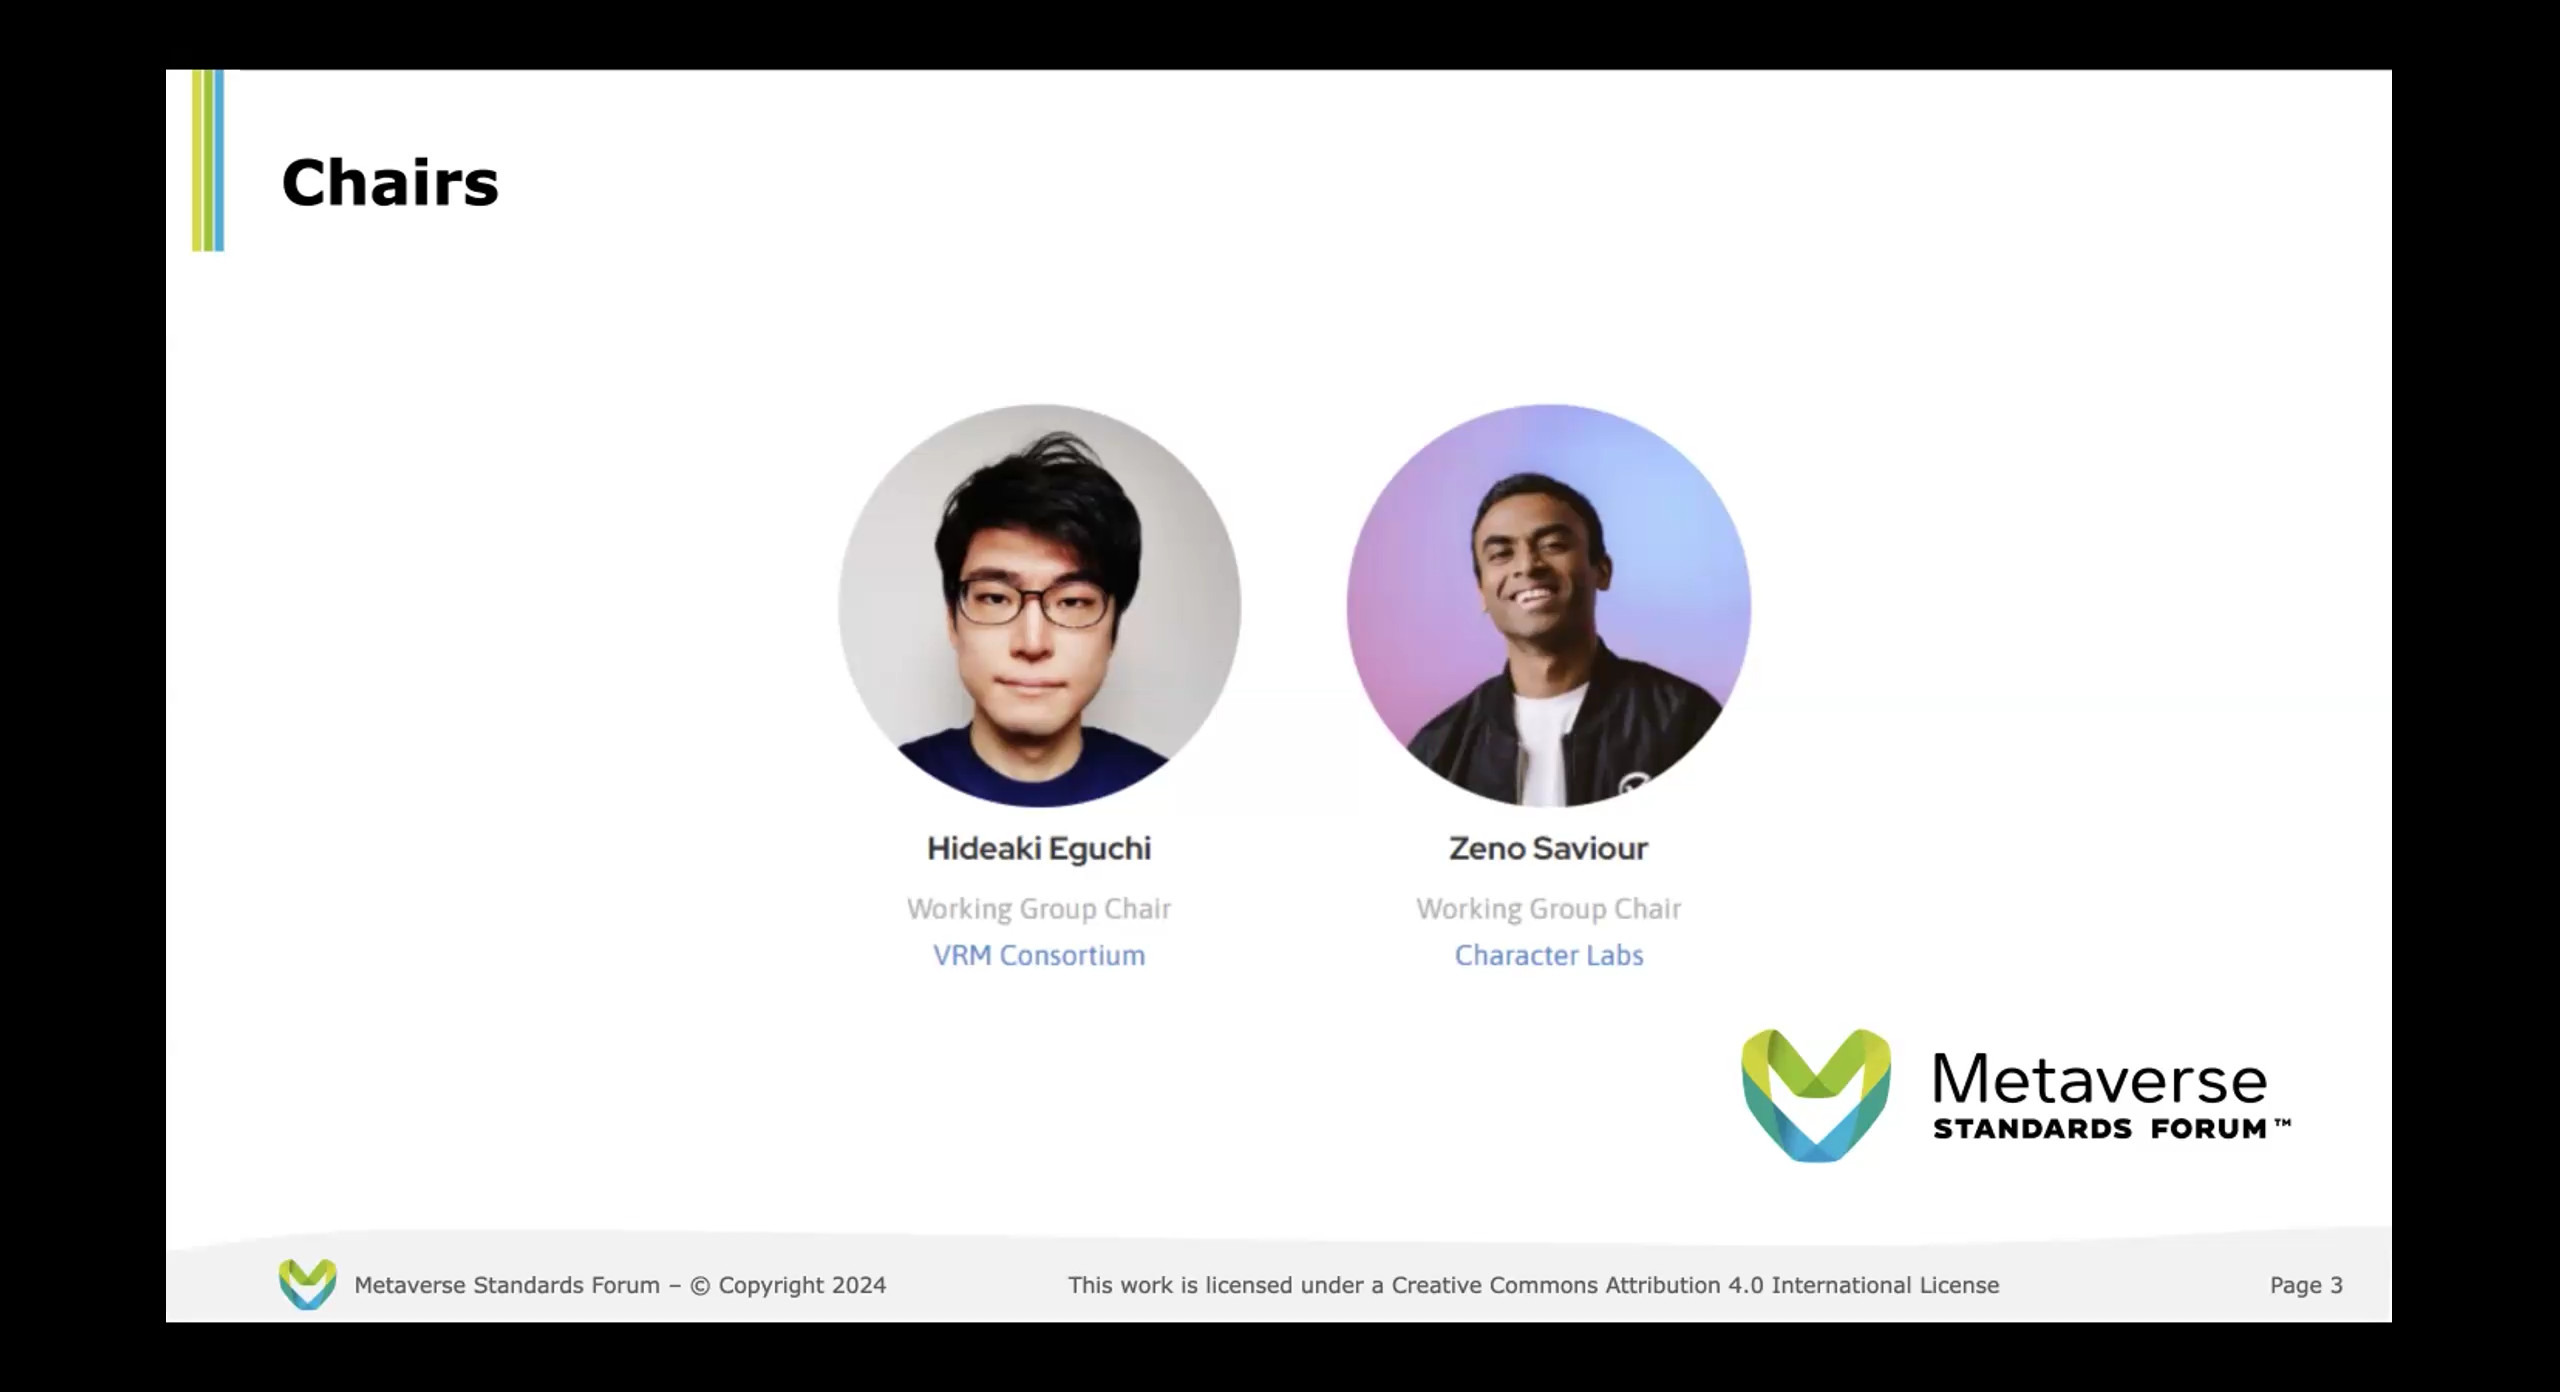 Chairs
Hideaki Eguchi
Working Group Chair
VRM Consortium
Zeno Saviour
Working Group Chair
Character Labs
Metaverse
STANDARDS FORUM™
Metaverse Standards Forum – © Copyright 2024
This work is licensed under a Creative Commons Attribution 4.0 International License
Page 3